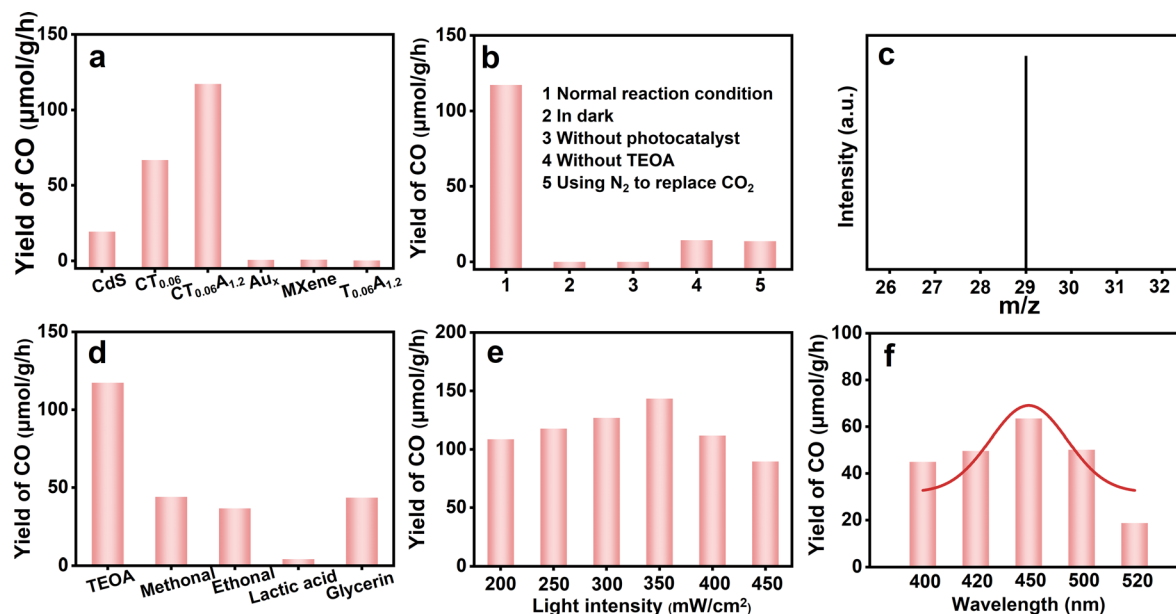 a
Yield of CO (μmol/g/h)
150
100
50
0
CdS
CT0.06
CT0.06A1.2
Aux
MXene
T0.06A1.2
b
Yield of CO (μmol/g/h)
150
100
50
0
1 Normal reaction condition
2 In dark
3 Without photocatalyst
4 Without TEOA
5 Using N2 to replace CO2
1 2 3 4 5
c
Intensity (a.u.)
26 27 28 29 30 31 32
m/z
d
Yield of CO (μmol/g/h)
150
100
50
0
TEOA
Methonal
Ethonal
Lactic acid
Glycerin
e
Yield of CO (μmol/g/h)
200
150
100
50
0
200 250 300 350 400 450
Light intensity (mW/cm²)
f
Yield of CO (μmol/g/h)
100
80
60
40
20
0
400 420 450 500 520
Wavelength (nm)